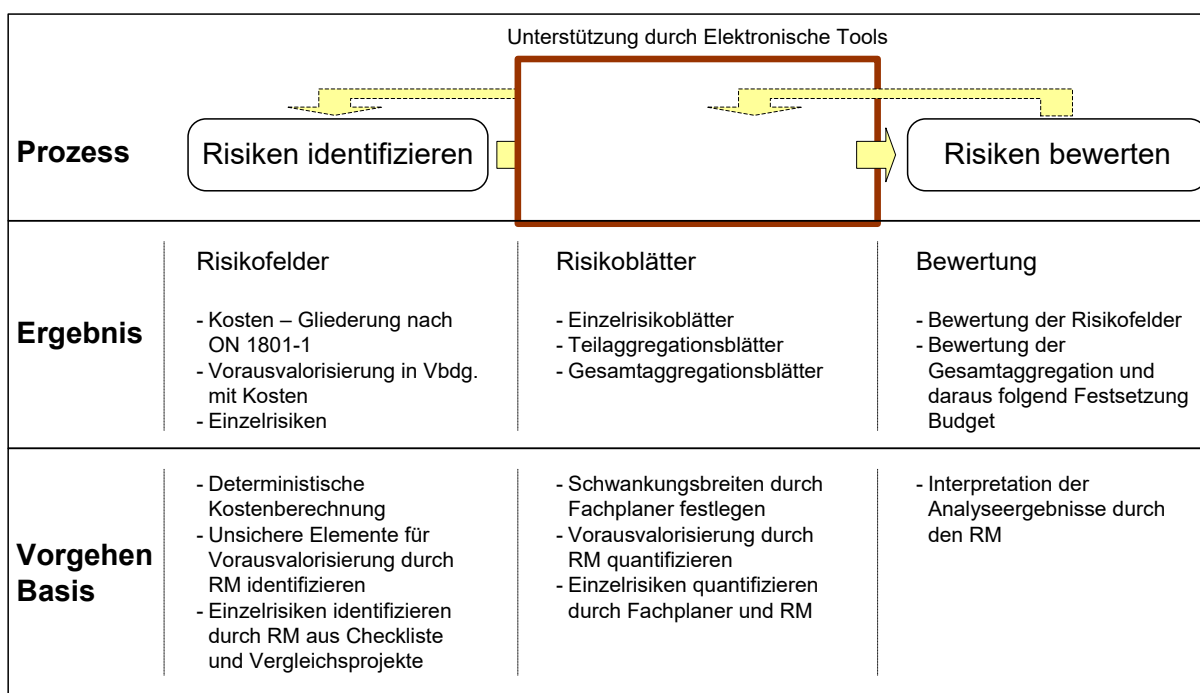 Unterstützung durch Elektronische Tools
Prozess
Risiken identifizieren
Risiken bewerten
Ergebnis
Risikofelder
- Kosten – Gliederung nach
ON 1801-1
- Vorausvalorisierung in Vbdg.
mit Kosten
- Einzelrisiken
Risikoblätter
- Einzelrisikoblätter
- Teilaggregationsblätter
- Gesamtaggregationsblätter
Bewertung
- Bewertung der Risikofelder
- Bewertung der
Gesamtaggregation und
daraus folgend Festsetzung
Budget
Vorgehen
Basis
- Deterministische
Kostenberechnung
- Unsichere Elemente für
Vorausvalorisierung durch
RM identifizieren
- Einzelrisiken identifizieren
durch RM aus Checkliste
und Vergleichsprojekte
- Schwankungsbreiten durch
Fachplaner festlegen
- Vorausvalorisierung durch
RM quantifizieren
- Einzelrisiken quantifizieren
durch Fachplaner und RM
- Interpretation der
Analyseergebnisse durch
den RM